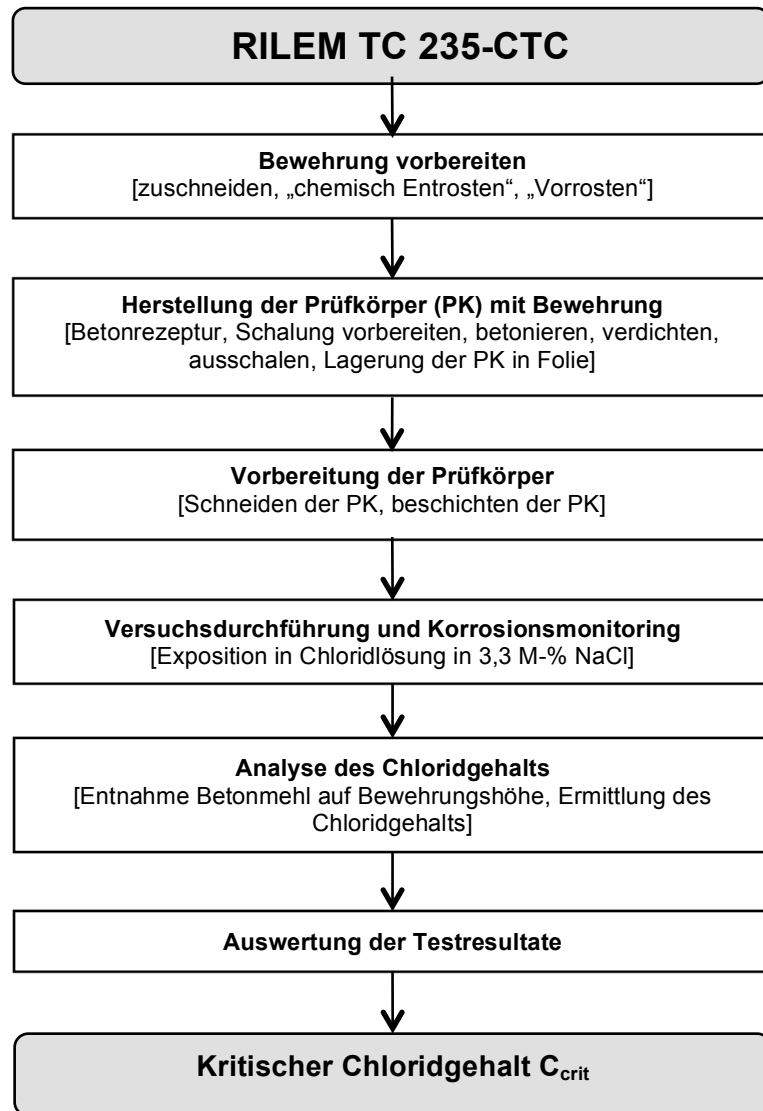 RILEM TC 235-CTC
Bewehrung vorbereiten
[zuschneiden, „chemisch Entrosten“, „Vorrosten“]
Herstellung der Prüfkörper (PK) mit Bewehrung
[Betonrezeptur, Schalung vorbereiten, betonieren, verdichten,
ausschalen, Lagerung der PK in Folie]
Vorbereitung der Prüfkörper
[Schneiden der PK, beschichten der PK]
Versuchsdurchführung und Korrosionsmonitoring
[Exposition in Chloridlösung in 3,3 M-% NaCl]
Analyse des Chloridgehalts
[Entnahme Betonmehl auf Bewehrungshöhe, Ermittlung des
Chloridgehalts]
Auswertung der Testresultate
Kritischer Chloridgehalt Ccrit